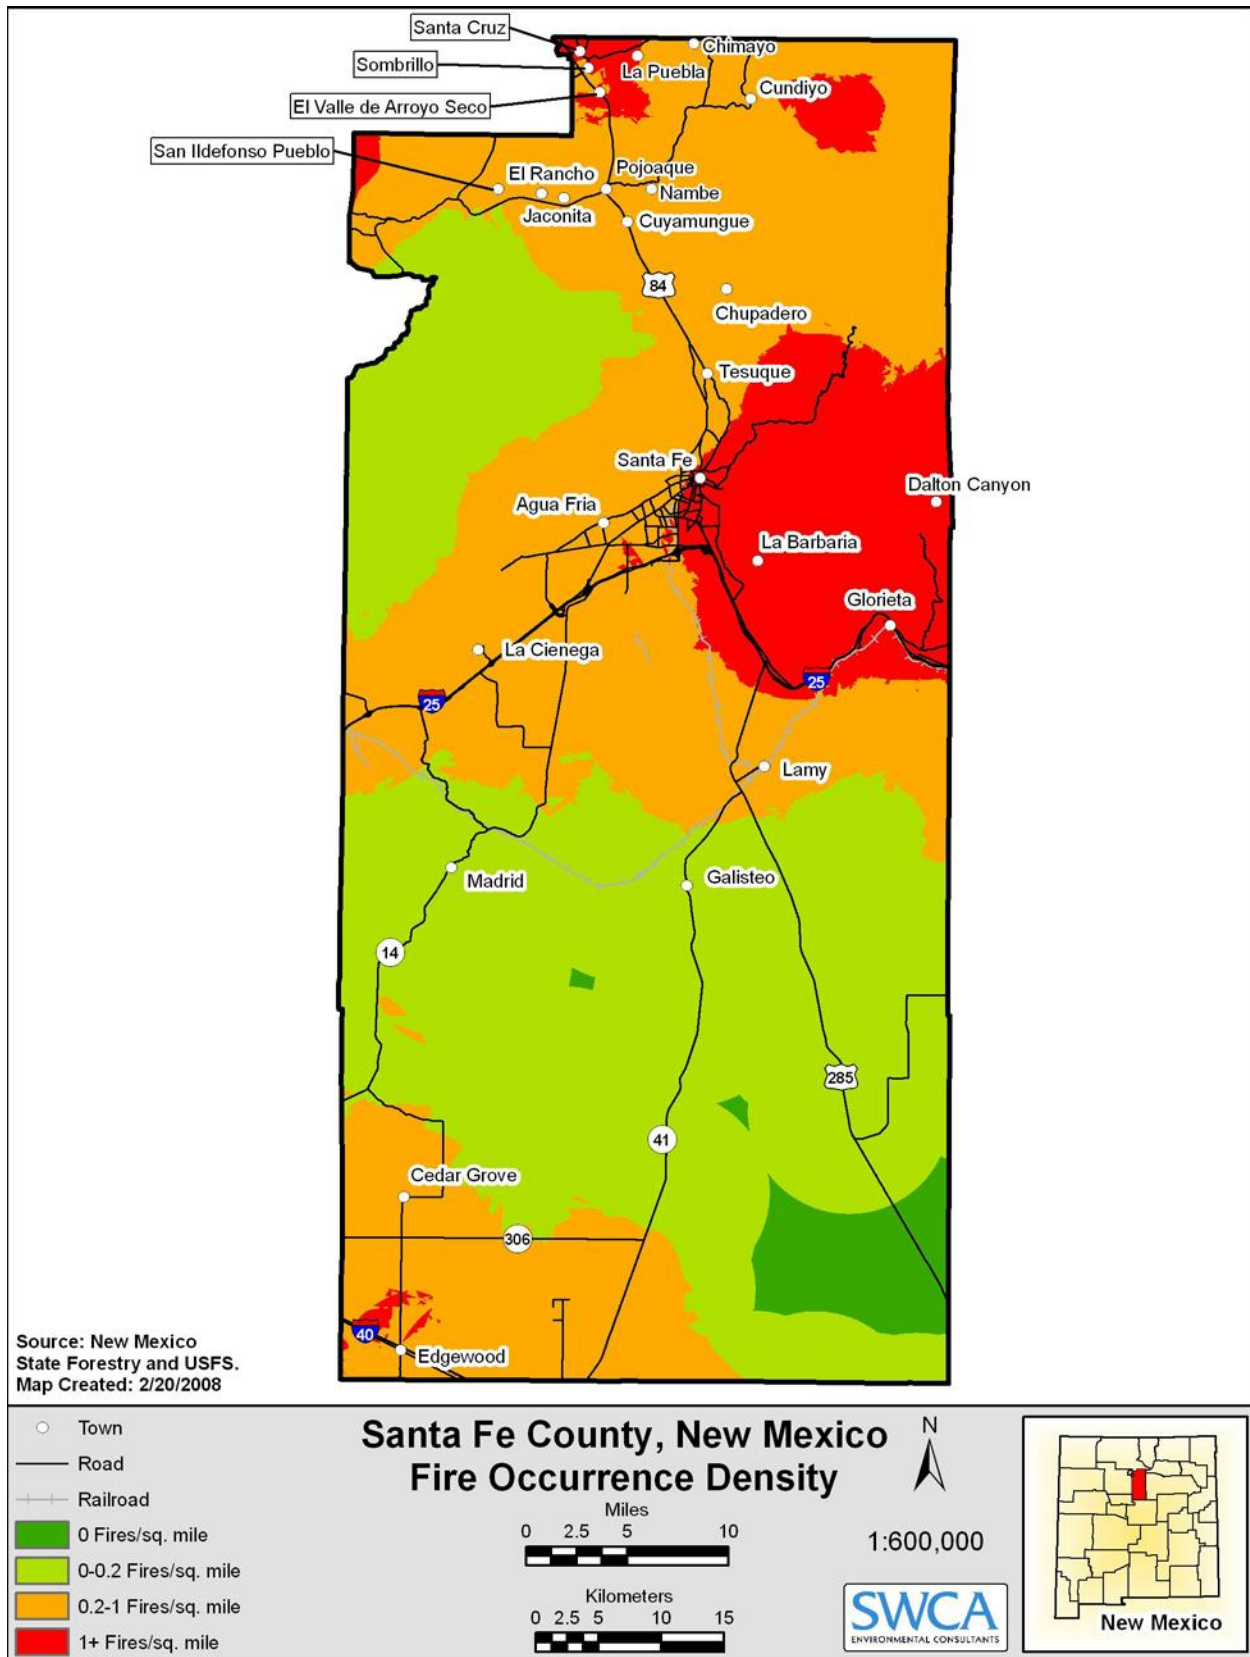 Santa Cruz
Chimayo
Sombrillo
La Puebla
El Valle de Arroyo Seco
Cundiyo
San Ildefonso Pueblo
El Rancho
Pojoaque
Nambe
Jaconita
Cuyamungue
84
Chupadero
Tesuque
Santa Fe
Dalton Canyon
Agua Fria
La Barbaria
Glorieta
La Cienega
25
25
Lamy
Madrid
Galisteo
14
285
41
Cedar Grove
306
40
Edgewood
Source: New Mexico
State Forestry and USFS.
Map Created: 2/20/2008
Town
Road
Railroad
0 Fires/sq. mile
0-0.2 Fires/sq. mile
0.2-1 Fires/sq. mile
1+ Fires/sq. mile
Santa Fe County, New Mexico
Fire Occurrence Density
N
Miles
0 2.5 5 10
Kilometers
0 2.5 5 10 15
1:600,000
SWCA
ENVIRONMENTAL CONSULTANTS
New Mexico